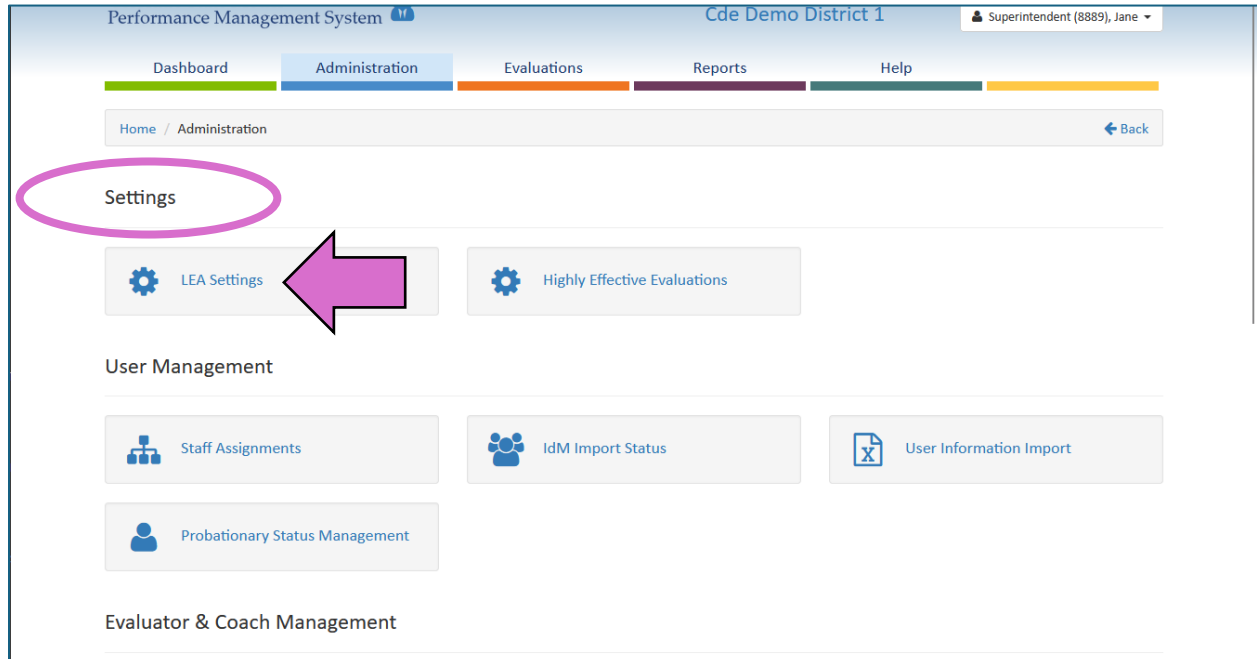 Performance Management System
Cde Demo District 1
Superintendent (8889), Jane
Dashboard Administration Evaluations Reports Help
Home / Administration
Back
Settings
LEA Settings
Highly Effective Evaluations
User Management
Staff Assignments
IdM Import Status
User Information Import
Probationary Status Management
Evaluator & Coach Management